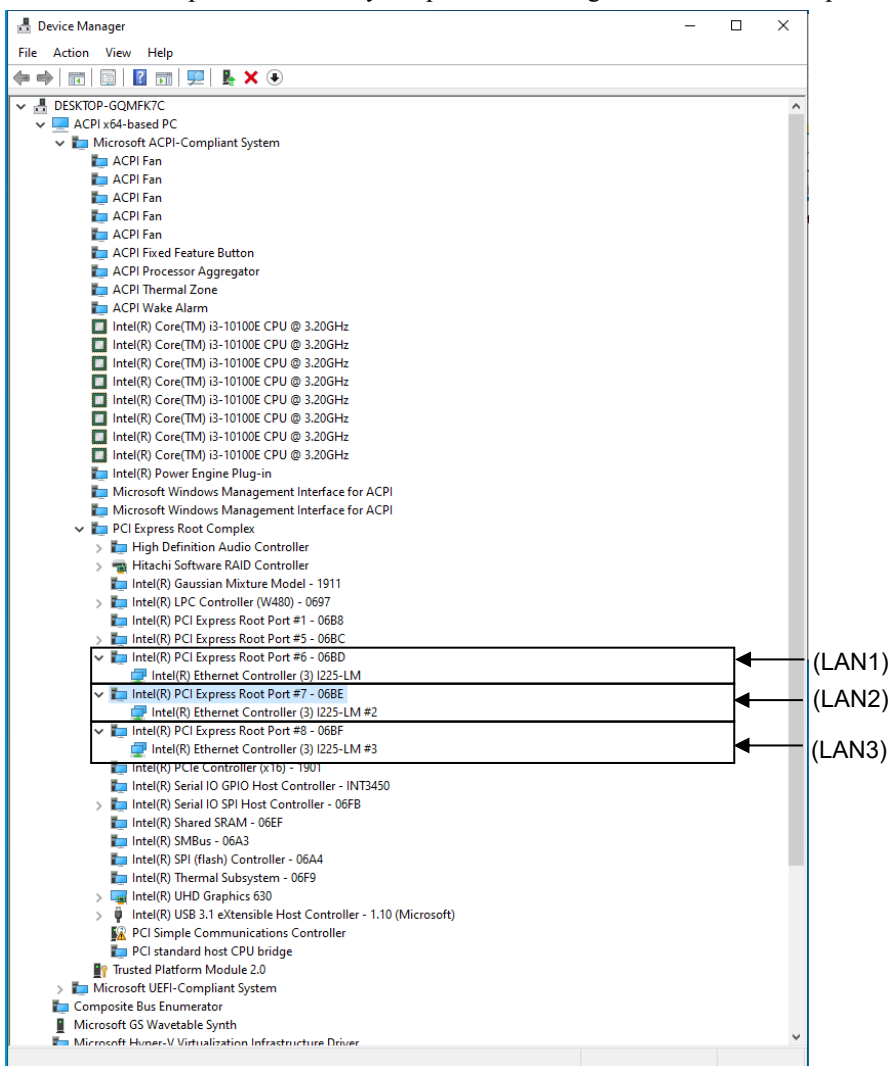 Device Manager
File Action View Help
DESKTOP-GQMFK7C
ACPI x64-based PC
Microsoft ACPI-Compliant System
ACPI Fan
ACPI Fan
ACPI Fan
ACPI Fan
ACPI Fan
ACPI Fixed Feature Button
ACPI Processor Aggregator
ACPI Thermal Zone
ACPI Wake Alarm
Intel(R) Core(TM) i3-10100E CPU @ 3.20GHz
Intel(R) Core(TM) i3-10100E CPU @ 3.20GHz
Intel(R) Core(TM) i3-10100E CPU @ 3.20GHz
Intel(R) Core(TM) i3-10100E CPU @ 3.20GHz
Intel(R) Core(TM) i3-10100E CPU @ 3.20GHz
Intel(R) Core(TM) i3-10100E CPU @ 3.20GHz
Intel(R) Core(TM) i3-10100E CPU @ 3.20GHz
Intel(R) Core(TM) i3-10100E CPU @ 3.20GHz
Intel(R) Power Engine Plug-in
Microsoft Windows Management Interface for ACPI
Microsoft Windows Management Interface for ACPI
PCI Express Root Complex
High Definition Audio Controller
Hitachi Software RAID Controller
Intel(R) Gaussian Mixture Model - 1911
Intel(R) LPC Controller (W480) - 0697
Intel(R) PCI Express Root Port #1 - 06B8
Intel(R) PCI Express Root Port #5 - 06BC
Intel(R) PCI Express Root Port #6 - 06BD
(LAN1)
Intel(R) Ethernet Controller (3) I225-LM
Intel(R) PCI Express Root Port #7 - 06BE
(LAN2)
Intel(R) Ethernet Controller (3) I225-LM #2
Intel(R) PCI Express Root Port #8 - 06BF
Intel(R) Ethernet Controller (3) I225-LM #3
(LAN3)
Intel(R) PCIe Controller (x16) - 1901
Intel(R) Serial IO GPIO Host Controller - INT3450
Intel(R) Serial IO SPI Host Controller - 06FB
Intel(R) Shared SRAM - 06EF
Intel(R) SMBus - 06A3
Intel(R) SPI (flash) Controller - 06A4
Intel(R) Thermal Subsystem - 06F9
Intel(R) UHD Graphics 630
Intel(R) USB 3.1 eXtensible Host Controller - 1.10 (Microsoft)
PCI Simple Communications Controller
PCI standard host CPU bridge
Trusted Platform Module 2.0
Microsoft UEFI-Compliant System
Composite Bus Enumerator
Microsoft GS Wavetable Synth
Microsoft Hyper-V Virtualization Infrastructure Driver